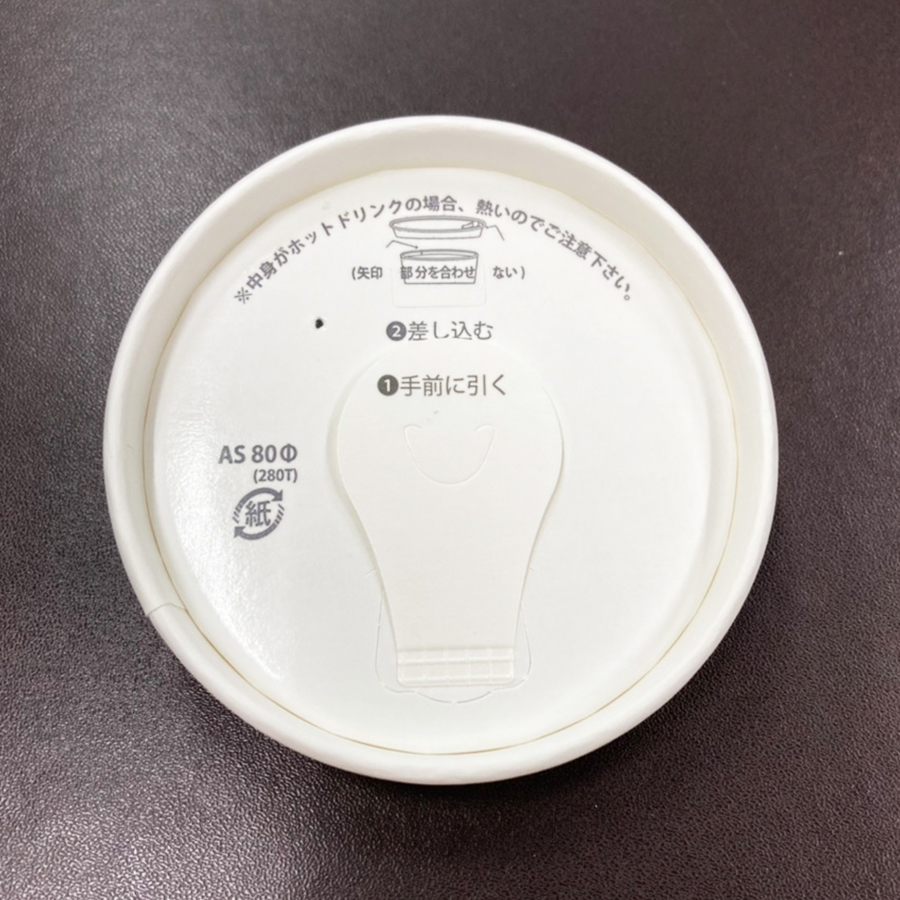 ※中身がホットドリンクの場合、熱いのでご注意下さい。
(矢印 部分を合わせ ない)
❷差し込む
❶手前に引く
AS 80Φ
(280T)
紙